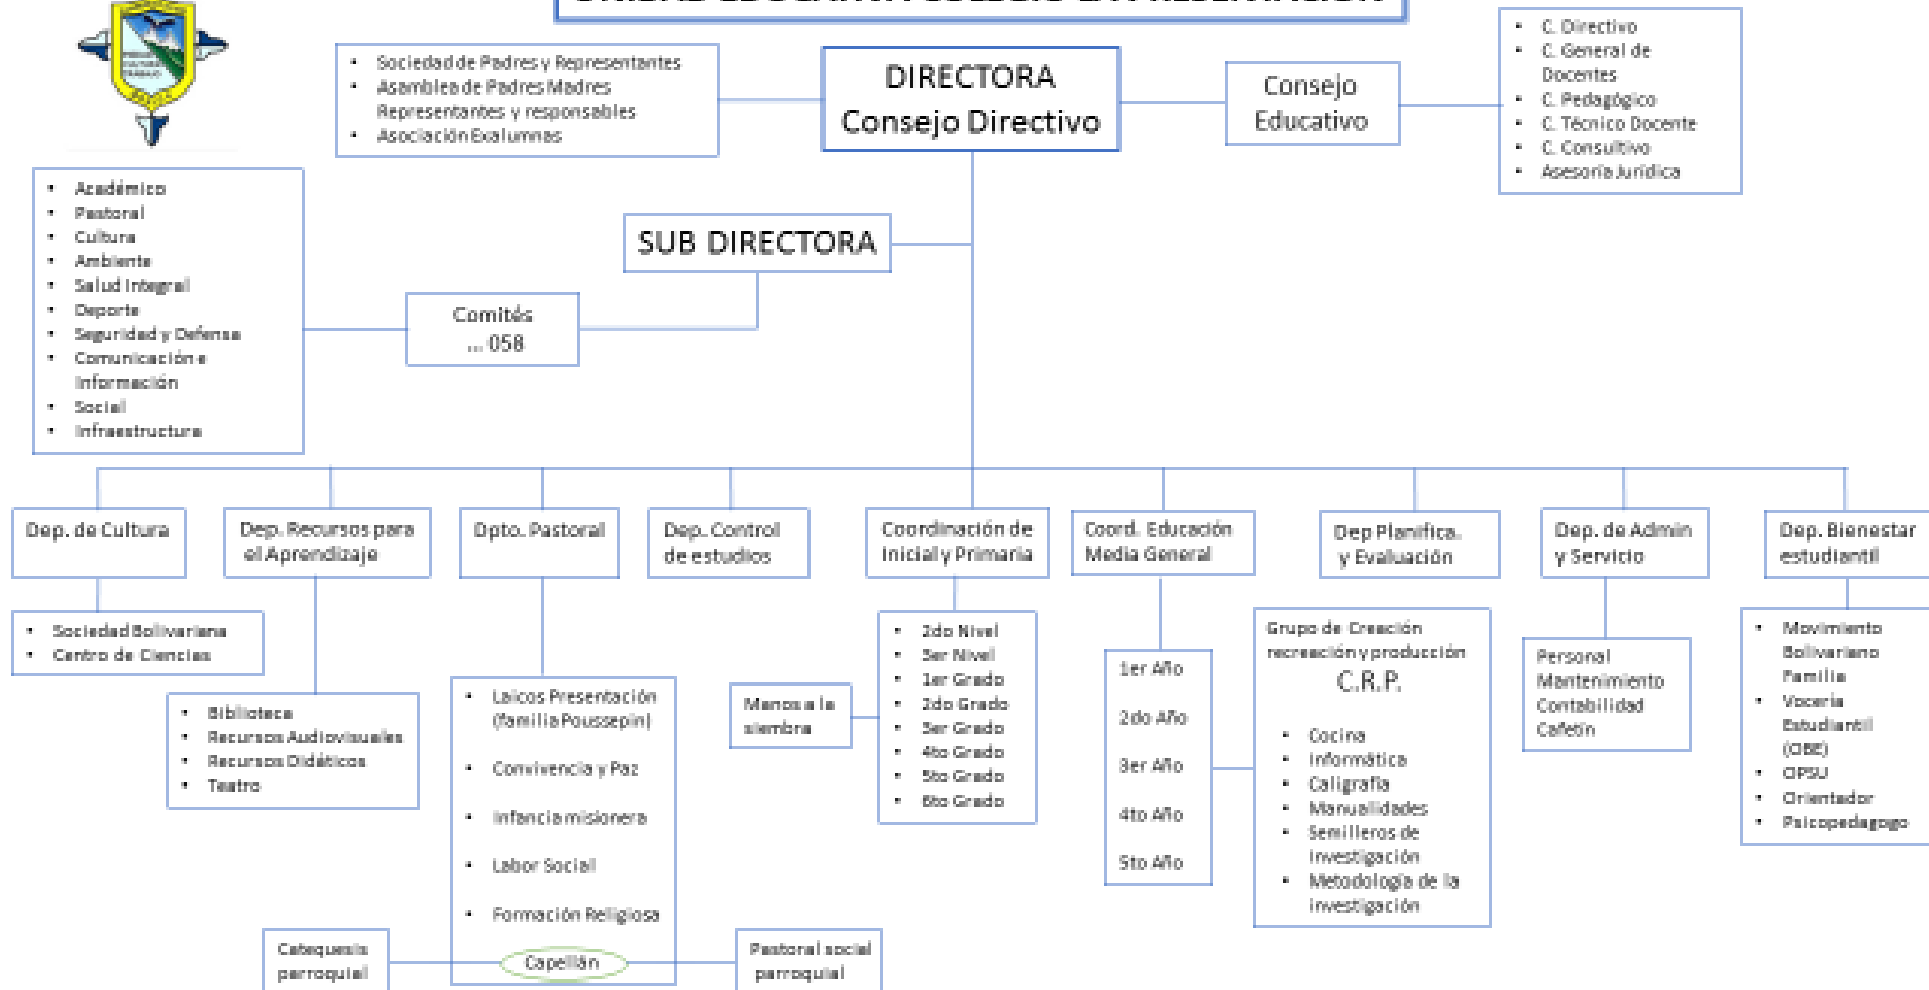 UNIDAD EDUCATIVA COLEGIO LA PRESENTACIÓN
DIRECTORA
Consejo Directivo
• Sociedad de Padres y Representantes
• Asamblea de Padres Madres
Representantes y responsables
• Asociación Exalumnas
Consejo
Educativo
• C. Directivo
• C. General de
Docentes
• C. Pedagógico
• C. Técnico Docente
• C. Consultivo
• Asesoría Jurídica
SUB DIRECTORA
Comités
... 058
• Académico
• Pastoral
• Cultura
• Ambiente
• Salud Integral
• Deporte
• Seguridad y Defensa
• Comunicación e
Información
• Social
• Infraestructura
Dep. de Cultura
• Sociedad Bolivariana
• Centro de Ciencias
Dep. Recursos para
el Aprendizaje
• Biblioteca
• Recursos Audiovisuales
• Recursos Didáticos
• Teatro
Dpto. Pastoral
• Laicos Presentación
(familia Poussepin)
• Convivencia y Paz
• Infancia misionera
• Labor Social
• Formación Religiosa
Capellán
Catequesis
parroquial
Pastoral social
parroquial
Dep. Control
de estudios
Coordinación de
inicial y Primaria
• 2do Nivel
• 3er Nivel
• 1er Grado
• 2do Grado
• 3er Grado
• 4to Grado
• 5to Grado
• 6to Grado
Manos a la
siembra
Coord. Educación
Media General
1er Año
2do Año
3er Año
4to Año
5to Año
Grupo de Creación
recreación y producción
C.R.P.
• Cocina
• Informática
• Caligrafía
• Manualidades
• Semilleros de
investigación
• Metodología de la
investigación
Dep Planifica.
y Evaluación
Dep. de Admin
y Servicio
Personal
Mantenimiento
Contabilidad
Cafetín
Dep. Bienestar
estudiantil
• Movimiento
Bolivariano
Familia
• Vocería
Estudiantil
(OBE)
• OPSU
• Orientador
• Psicopedagogo